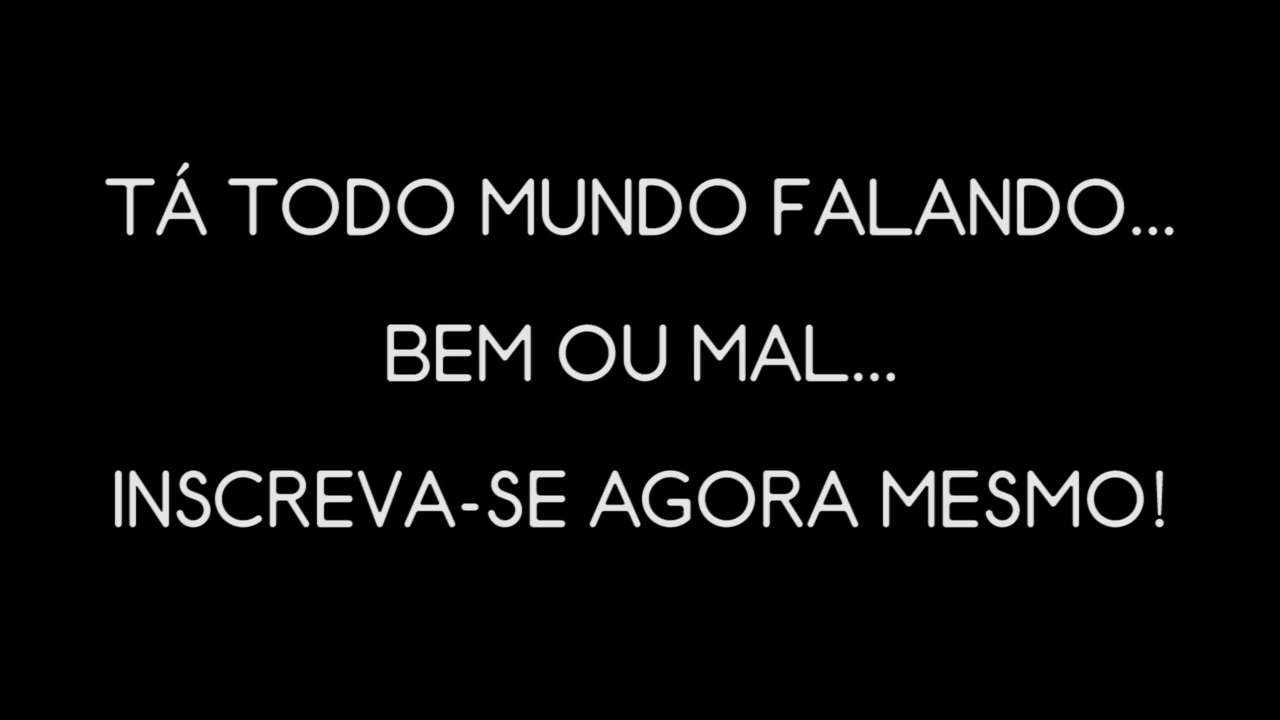 TÁ TODO MUNDO FALANDO...
BEM OU MAL...
INSCREVA-SE AGORA MESMO!